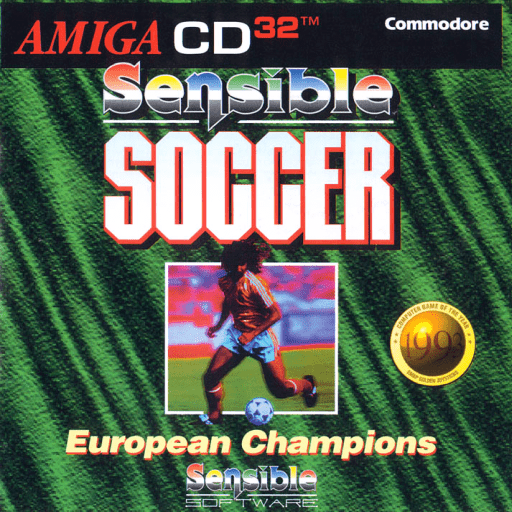 AMIGA CD32™
Commodore
Sensible
SOCCER
COMPUTER GAME OF THE YEAR
1993
European Champions
Sensible
SOFTWARE